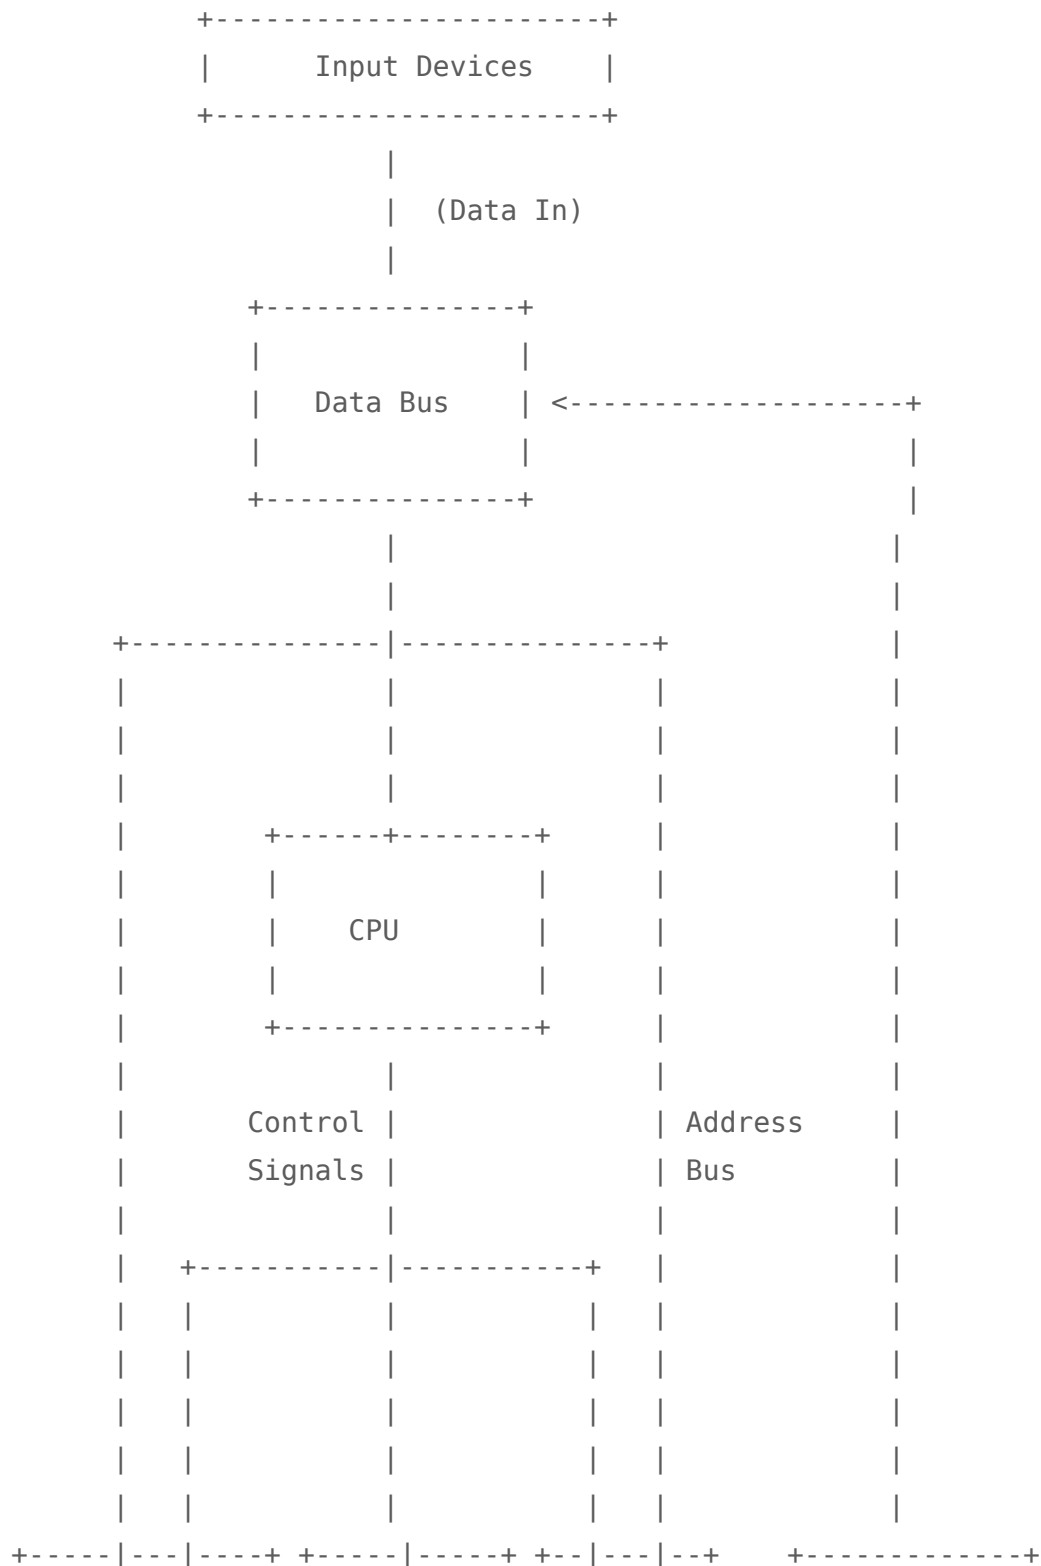 Input Devices
(Data In)
Data Bus
CPU
Control
Address
Signals
Bus